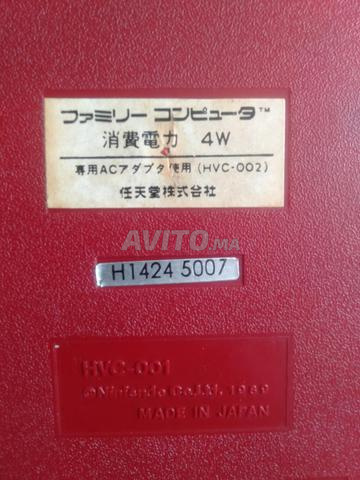 ファミリー コンピュータ™
消費電力 4W
専用ACアダプタ使用(HVC-002)
任天堂株式会社
AVITO.MA
H1424 5007
HVC-001
©Nintendo Co.,Ltd. 1989
MADE IN JAPAN